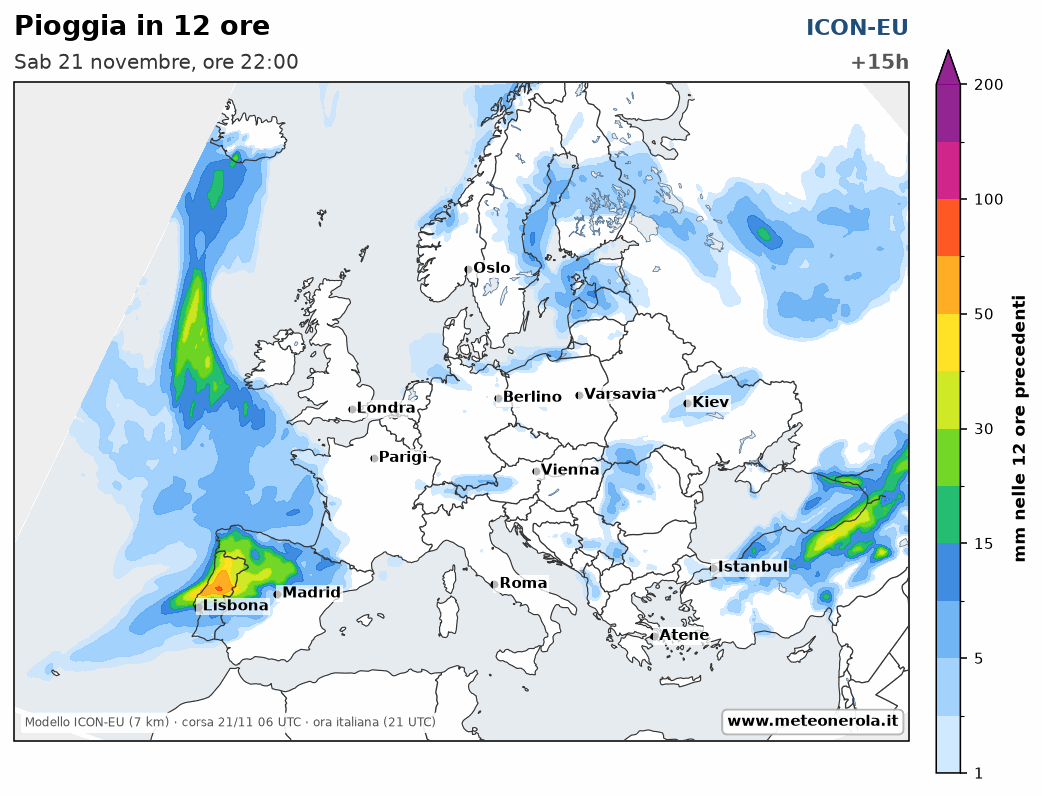 Pioggia in 12 ore
ICON-EU
Sab 21 novembre, ore 22:00
+15h
200
100
50
30
15
5
1
mm nelle 12 ore precedenti
Oslo
Londra
Berlino
Varsavia
Kiev
Parigi
Vienna
Istanbul
Roma
Madrid
Lisbona
Atene
Modello ICON-EU (7 km) · corsa 21/11 06 UTC · ora italiana (21 UTC)
www.meteonerola.it